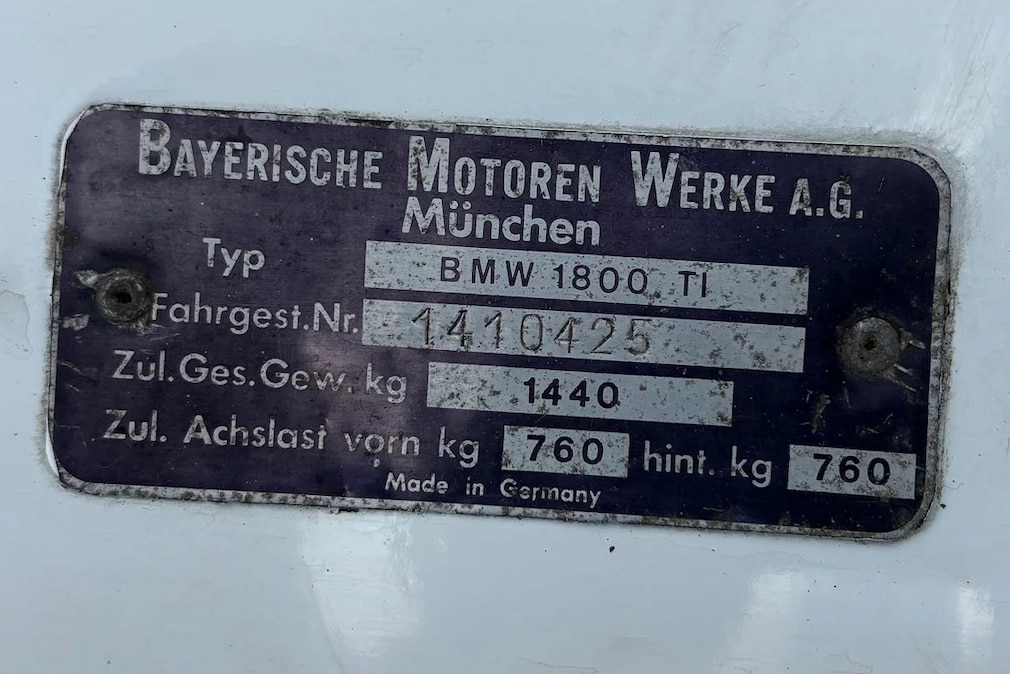 BAYERISCHE MOTOREN WERKE A.G.
München
Typ BMW 1800 TI
Fahrgest.Nr. 1410425
Zul.Ges.Gew. kg 1440
Zul. Achslast vorn kg 760 hint. kg 760
Made in Germany